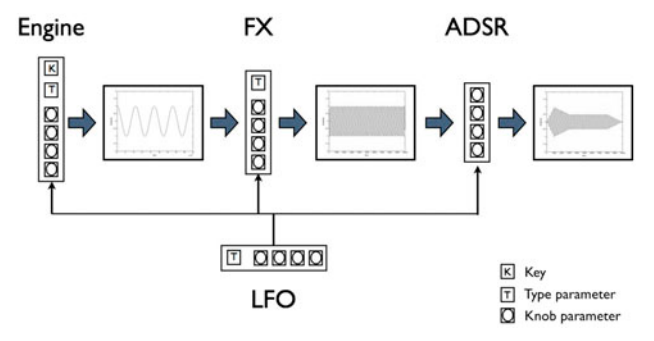 Engine FX ADSR
K
T
T
T
LFO
K Key
T Type parameter
Knob parameter